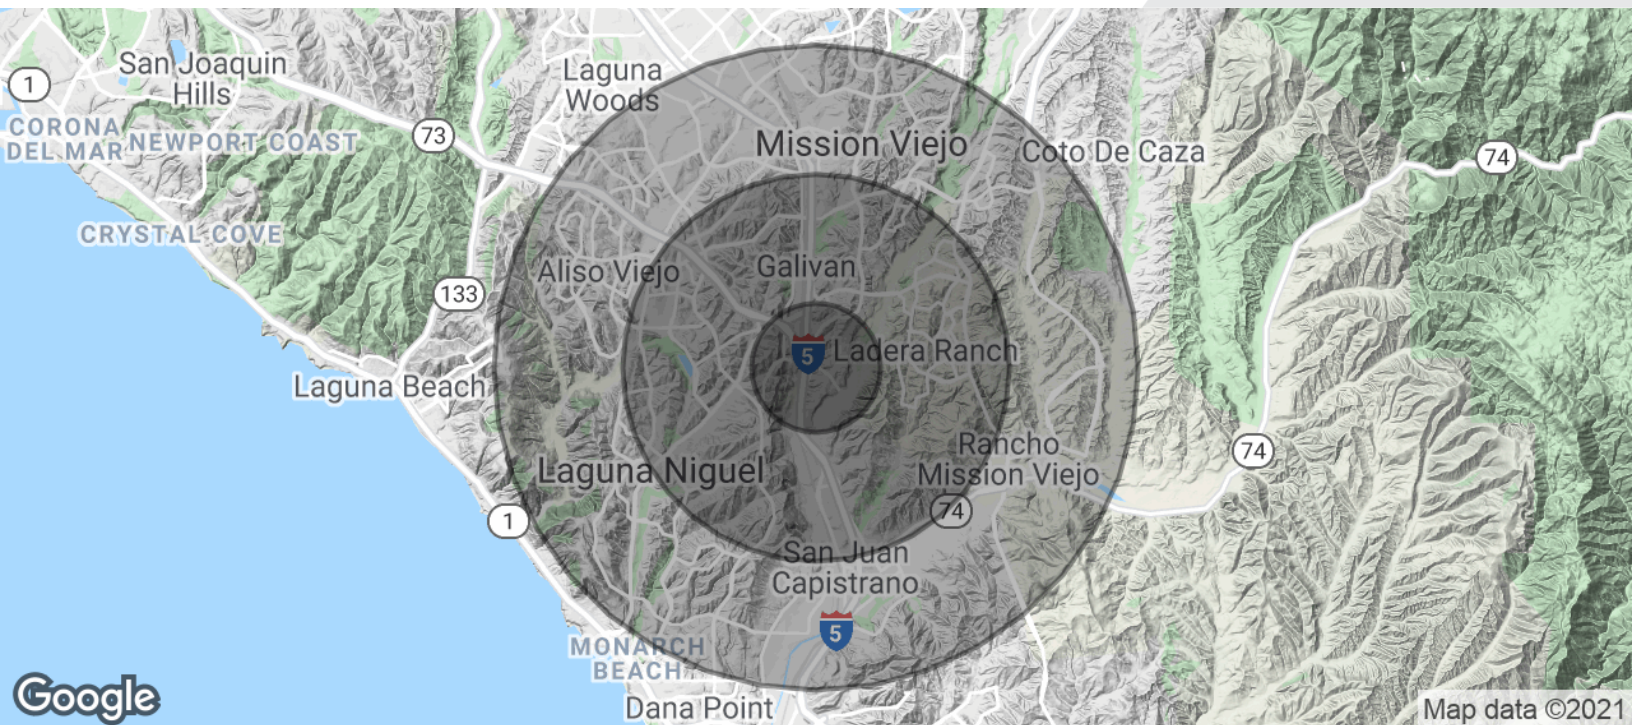 1
San Joaquin
Hills
Laguna
Woods
CORONA
DEL MAR
NEWPORT COAST
73
Mission Viejo
Coto De Caza
74
CRYSTAL COVE
Aliso Viejo
Galivan
133
5
Ladera Ranch
Laguna Beach
Rancho
Mission Viejo
74
Laguna Niguel
1
74
San Juan
Capistrano
5
MONARCH
BEACH
Dana Point
Google
Map data ©2021